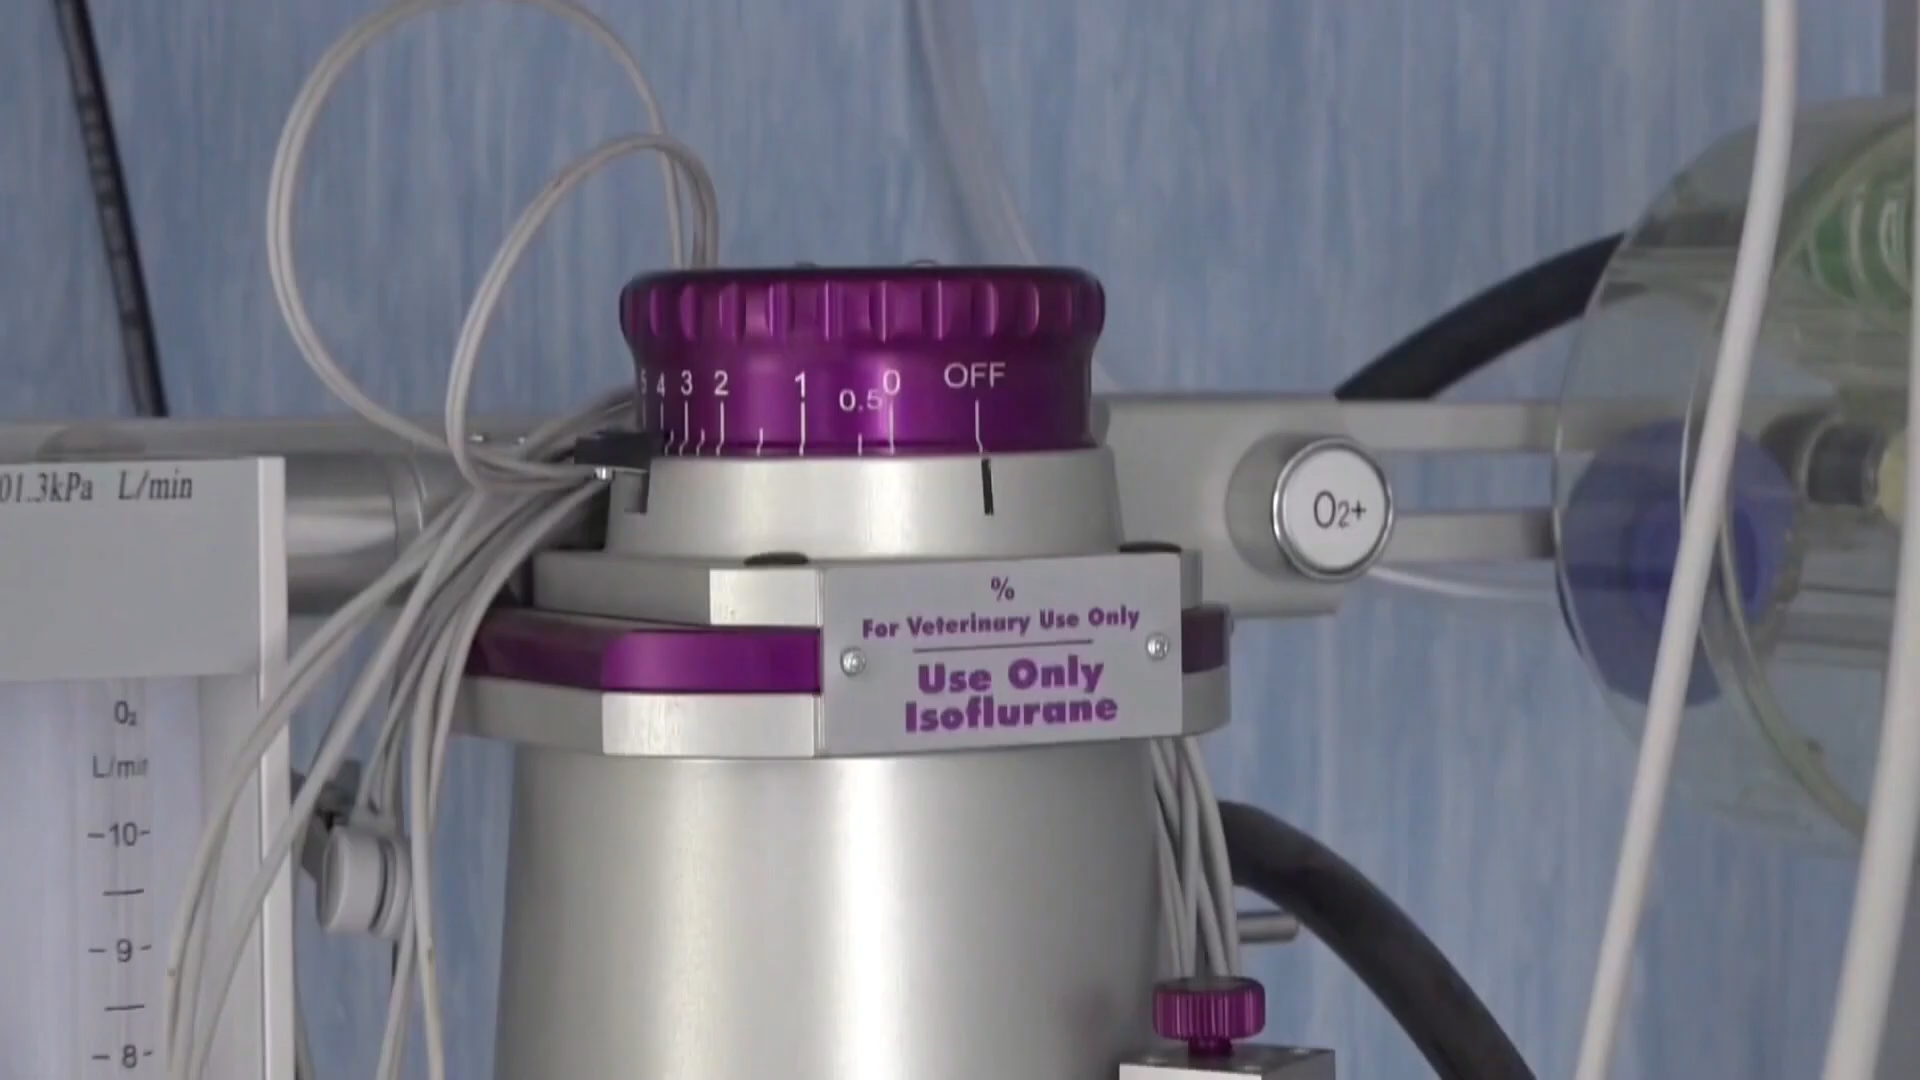 5 4 3 2 1 0.5 0 OFF
01.3kPa L/min
O₂+
%
For Veterinary Use Only
Use Only
Isoflurane
O₂
L/min
-10-
-9-
-8-